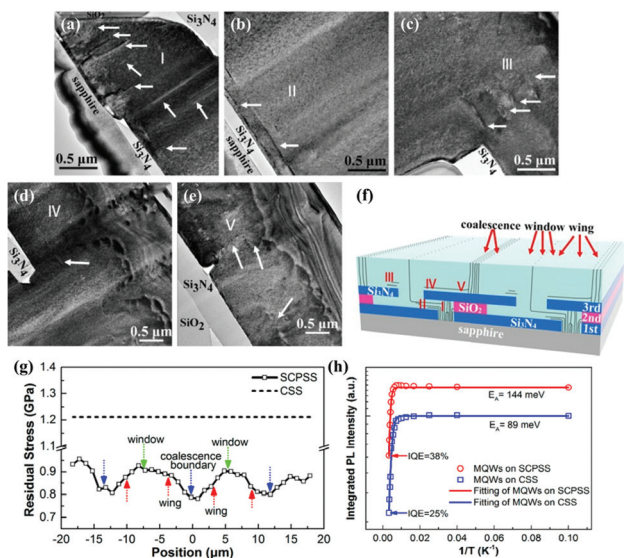 (a)
SiO₂
Si₃N₄
I
sapphire
Si₃N₄
0.5 μm
(b)
II
Si₃N₄
sapphire
0.5 μm
(c)
III
Si₃N₄
0.5 μm
(d)
IV
Si₃N₄
0.5 μm
(e)
V
Si₃N₄
SiO₂
0.5 μm
(f)
coalescence window wing
III
IV
V
Si₃N₄
II
I
SiO₂
3rd
2nd
Si₃N₄
1st
sapphire
(g)
Residual Stress (GPa)
1.4
1.3
1.2
1.1
0.9
0.8
0.7
SCPSS
CSS
window
coalescence
boundary
window
wing
wing
-20 -15 -10 -5 0 5 10 15 20
Position (μm)
(h)
Integrated PL Intensity (a.u.)
E_A= 144 meV
E_A= 89 meV
IQE=38%
MQWs on SCPSS
MQWs on CSS
Fitting of MQWs on SCPSS
Fitting of MQWs on CSS
IQE=25%
0.00 0.02 0.04 0.06 0.08 0.10
1/T (K⁻¹)